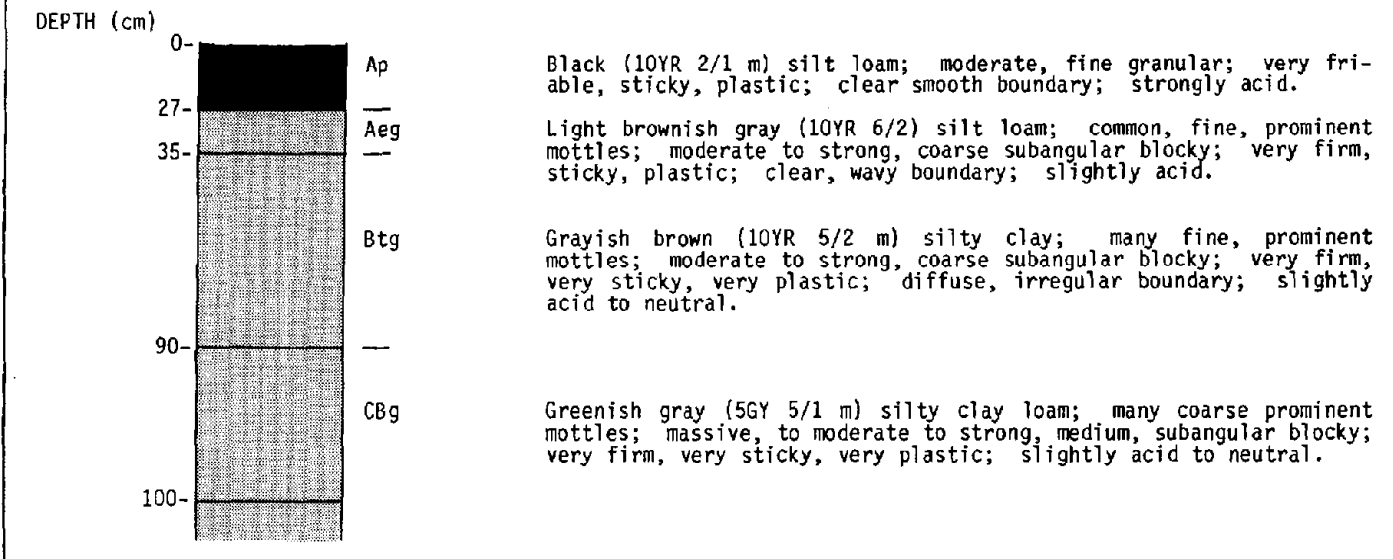 DEPTH (cm)
0-
Ap
Black (10YR 2/1 m) silt loam; moderate, fine granular; very fri-
able, sticky, plastic; clear smooth boundary; strongly acid.
27-
Aeg
Light brownish gray (10YR 6/2) silt loam; common, fine, prominent
mottles; moderate to strong, coarse subangular blocky; very firm,
sticky, plastic; clear, wavy boundary; slightly acid.
35-
Btg
Grayish brown (10YR 5/2 m) silty clay; many fine, prominent
mottles; moderate to strong, coarse subangular blocky; very firm,
very sticky, very plastic; diffuse, irregular boundary; slightly
acid to neutral.
90-
CBg
Greenish gray (5GY 5/1 m) silty clay loam; many coarse prominent
mottles; massive, to moderate to strong, medium, subangular blocky;
very firm, very sticky, very plastic; slightly acid to neutral.
100-